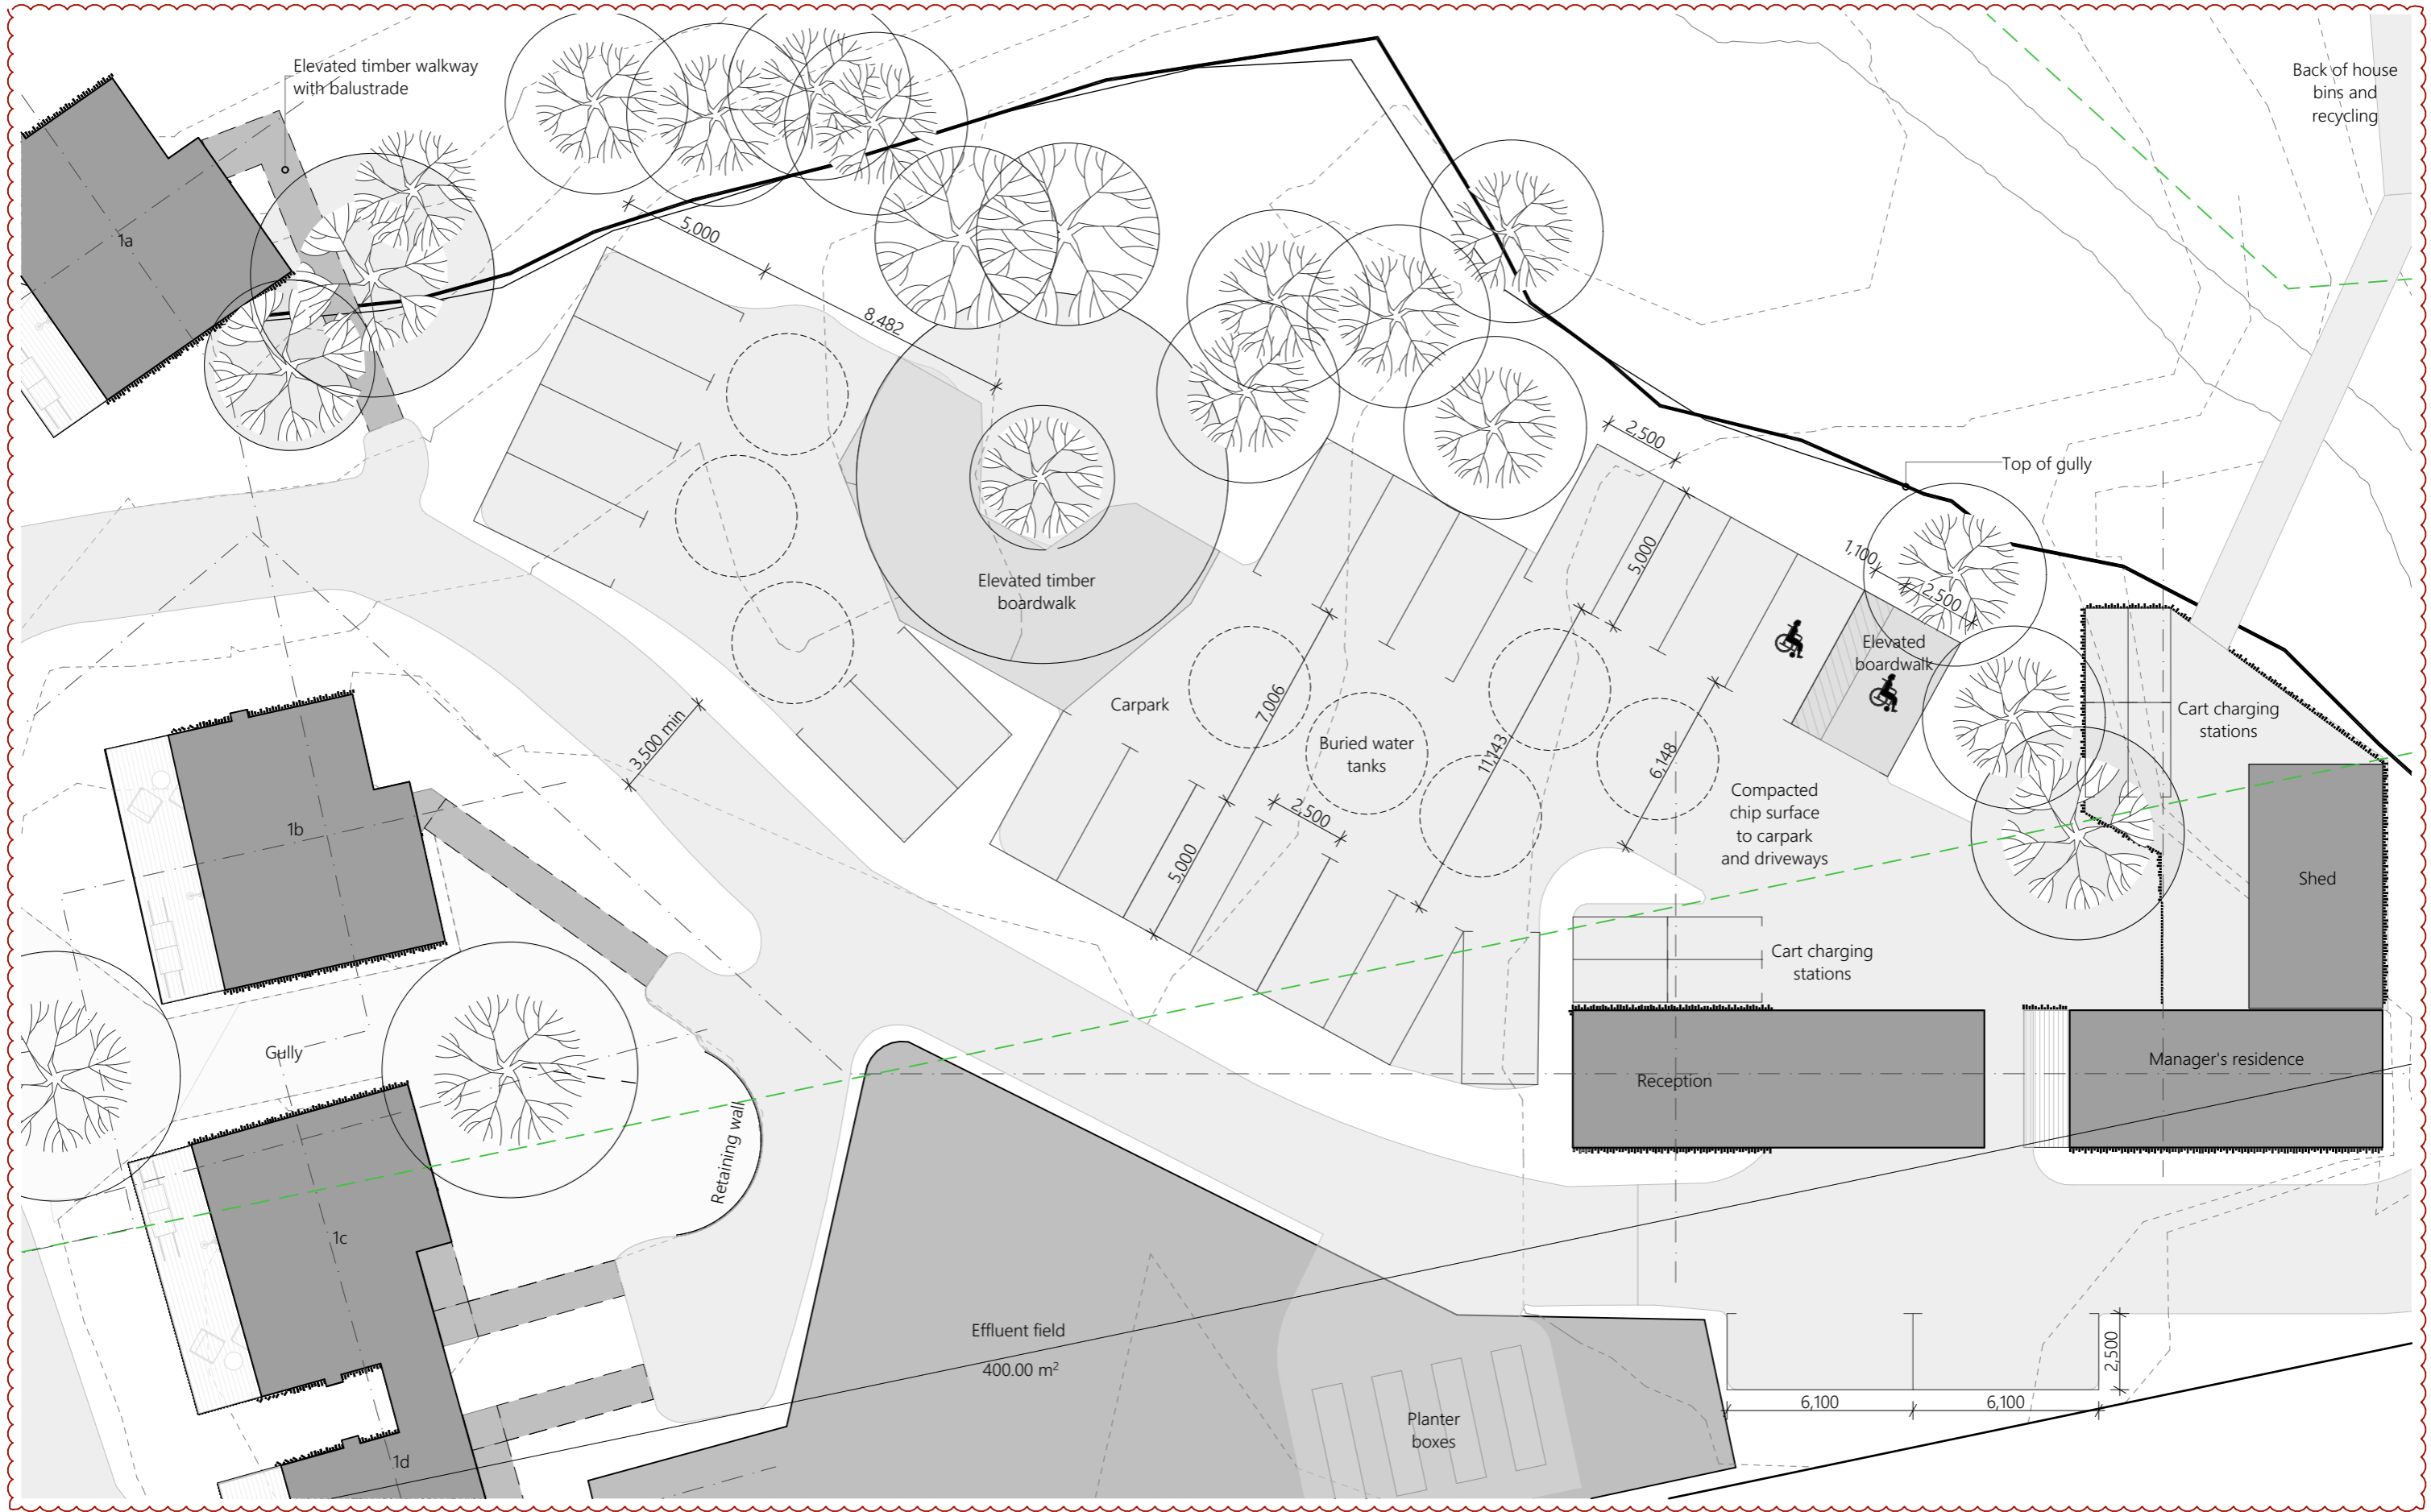 Elevated timber walkway
with balustrade
Back of house
bins and
recycling
1a
5,000
8,482
2,500
Top of gully
5,000
1,100
2,500
Elevated timber
boardwalk
Elevated
boardwalk
Carpark
7,006
Cart charging
stations
3,500 min
Buried water
tanks
11,143
6,148
2,500
Compacted
chip surface
to carpark
and driveways
1b
5,000
Shed
Cart charging
stations
Gully
Reception
Manager's residence
Retaining wall
1c
Effluent field
400.00 m²
2,500
6,100
6,100
Planter
boxes
1d